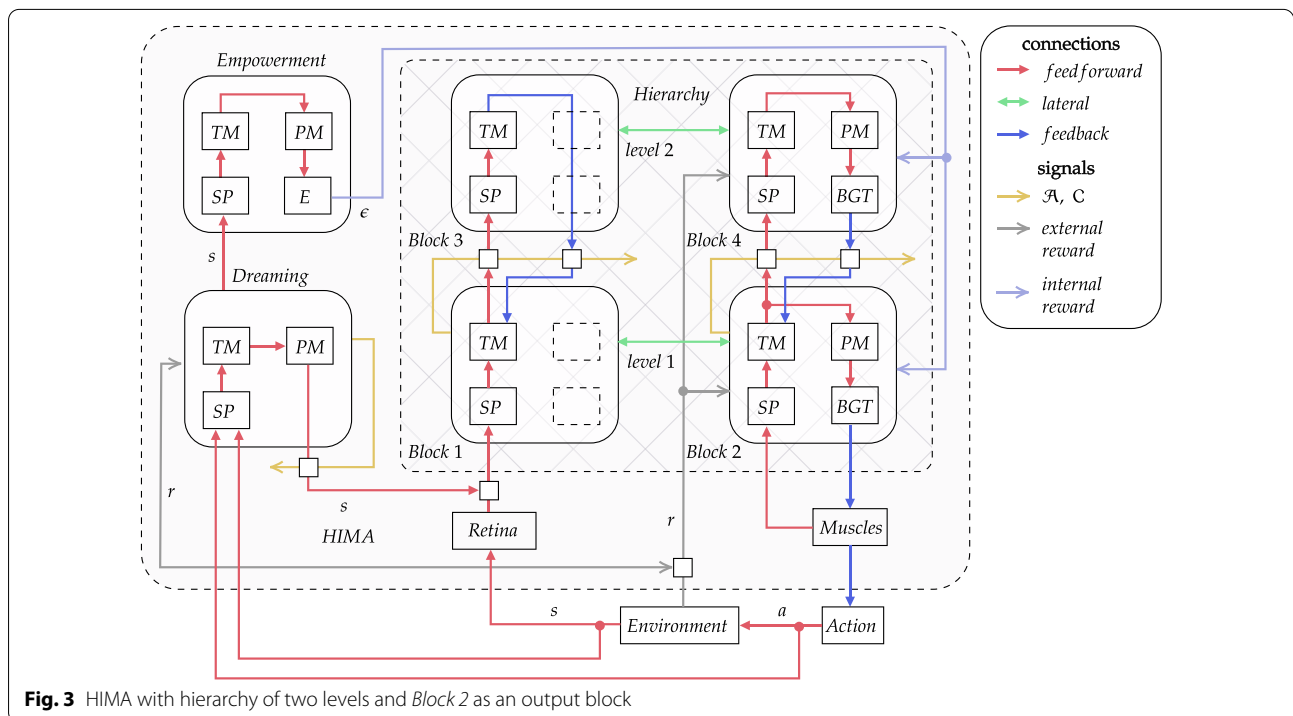 Empowerment
TM
PM
SP
E
ϵ
s
Dreaming
TM
PM
SP
r
s
HIMA
Hierarchy
TM
SP
level 2
TM
PM
SP
BGT
Block 3
Block 4
TM
SP
level 1
TM
PM
SP
BGT
Block 1
Block 2
Retina
r
Muscles
s
Environment
a
Action
connections
feedforward
lateral
feedback
signals
𝒜, C
external
reward
internal
reward
Fig. 3 HIMA with hierarchy of two levels and Block 2 as an output block